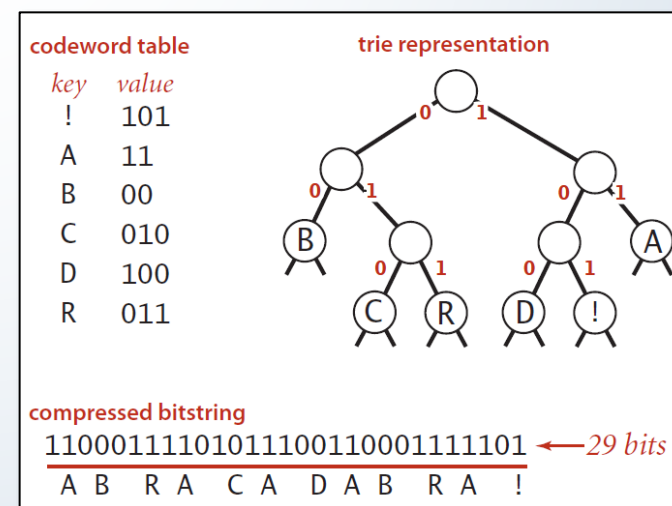 codeword table
key value
! 101
A 11
B 00
C 010
D 100
R 011
trie representation
0 1
0 1 0 1
B A
0 1 0 1
C R D !
compressed bitstring
11000111101011100110001111101 29 bits
A B R A C A D A B R A !